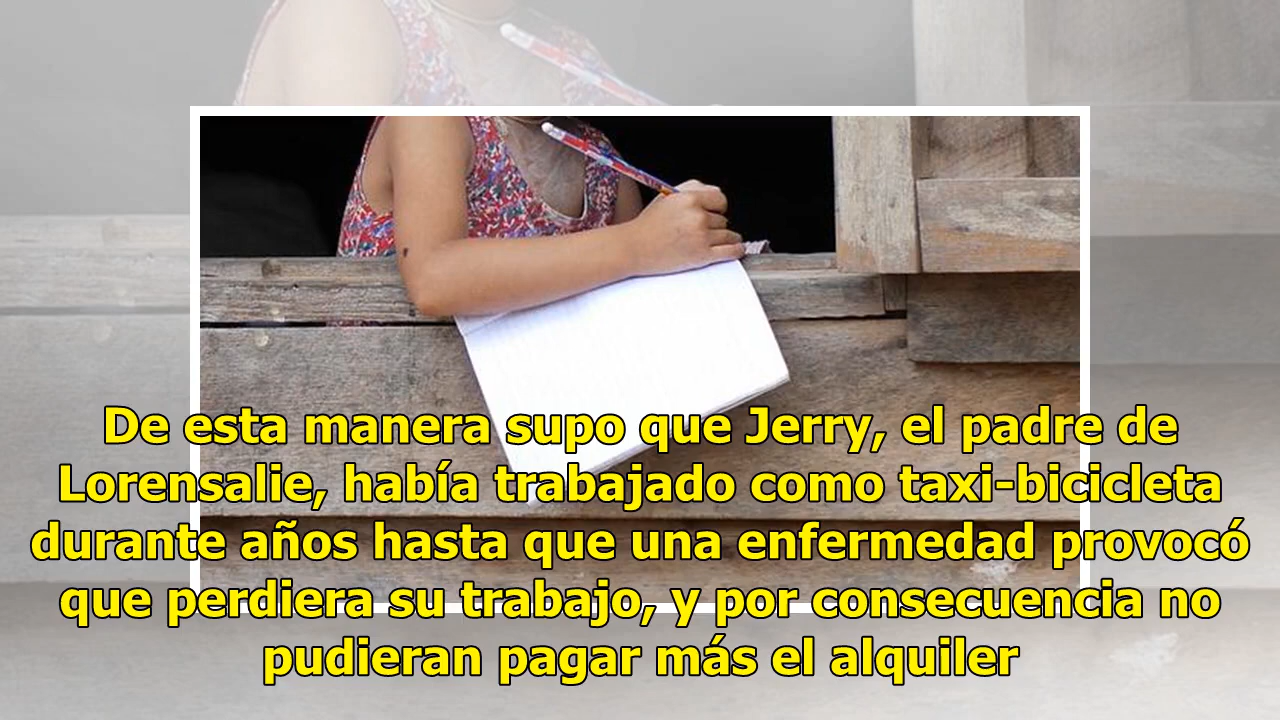 De esta manera supo que Jerry, el padre de
Lorensalie, había trabajado como taxi-bicicleta
durante años hasta que una enfermedad provocó
que perdiera su trabajo, y por consecuencia no
pudieran pagar más el alquiler